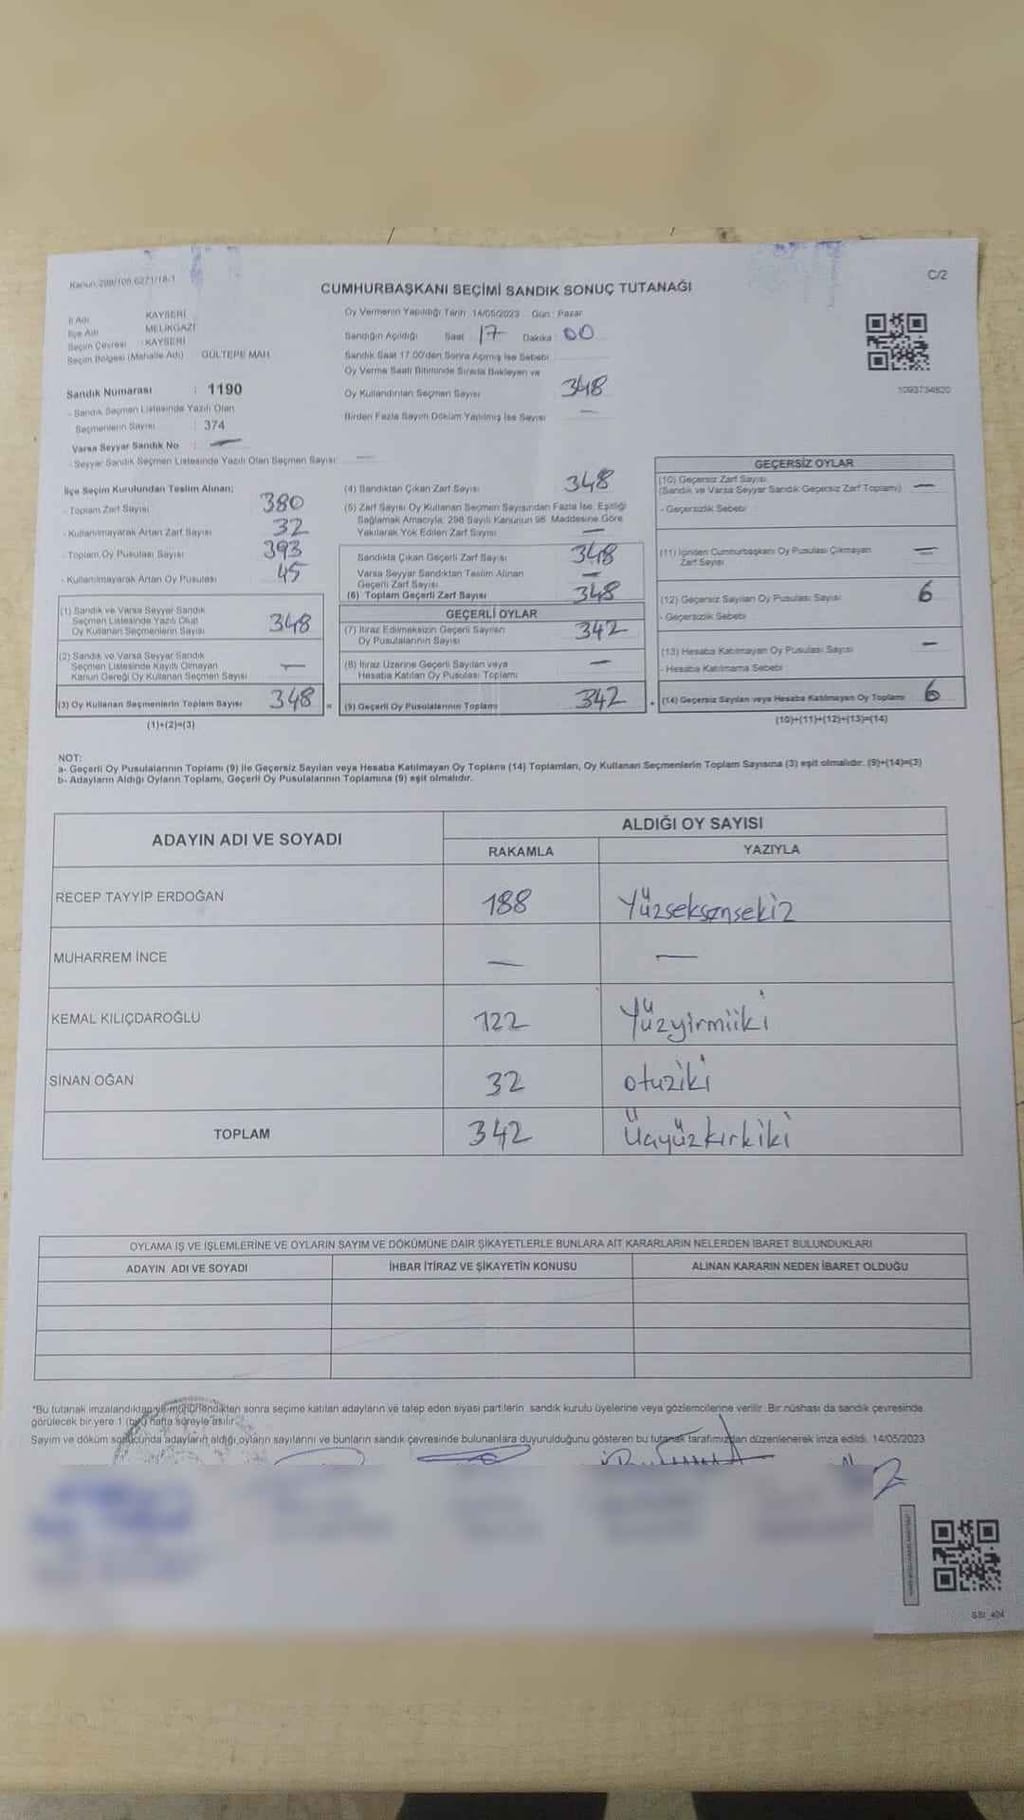 Kanun: 298/106 6271/18-1
C/2
CUMHURBAŞKANI SEÇİMİ SANDIK SONUÇ TUTANAĞI
İl Adı KAYSERİ
İlçe Adı MELİKGAZİ
Seçim Çevresi : KAYSERİ
Seçim Bölgesi (Mahalle Adı) GÜLTEPE MAH
Sandık Numarası : 1190
- Sandık Seçmen Listesinde Yazılı Olan
Seçmenlerin Sayısı : 374
Varsa Seyyar Sandık No : —
- Seyyar Sandık Seçmen Listesinde Yazılı Olan Seçmen Sayısı: —
Oy Vermenin Yapıldığı Tarih :14/05/2023 Gün : Pazar
Sandığın Açıldığı Saat 17 Dakika : 00
Sandık Saat 17.00'den Sonra Açılmış İse Sebebi
Oy Verme Saati Bitiminde Sırada Bekleyen ve
Oy Kullandırılan Seçmen Sayısı 348
Birden Fazla Sayım Döküm Yapılmış İse Sayısı —
1093734820
İlçe Seçim Kurulundan Teslim Alınan;
- Toplam Zarf Sayısı 380
- Kullanılmayarak Artan Zarf Sayısı 32
- Toplam Oy Pusulası Sayısı 393
- Kullanılmayarak Artan Oy Pusulası 45
(1) Sandık ve Varsa Seyyar Sandık
Seçmen Listesinde Yazılı Olup
Oy Kullanan Seçmenlerin Sayısı 348
(2) Sandık ve Varsa Seyyar Sandık
Seçmen Listesinde Kayıtlı Olmayan
Kanun Gereği Oy Kullanan Seçmen Sayısı —
(3) Oy Kullanan Seçmenlerin Toplam Sayısı 348 =
(1)+(2)=(3)
(4) Sandıktan Çıkan Zarf Sayısı 348
(5) Zarf Sayısı Oy Kullanan Seçmen Sayısından Fazla İse, Eşitliği
Sağlamak Amacıyla; 298 Sayılı Kanunun 98. Maddesine Göre
Yakılarak Yok Edilen Zarf Sayısı —
Sandıkta Çıkan Geçerli Zarf Sayısı 348
Varsa Seyyar Sandıktan Teslim Alınan
Geçerli Zarf Sayısı —
(6) Toplam Geçerli Zarf Sayısı 348
GEÇERLİ OYLAR
(7) İtiraz Edilmeksizin Geçerli Sayılan
Oy Pusulalarının Sayısı 342
(8) İtiraz Üzerine Geçerli Sayılan veya
Hesaba Katılan Oy Pusulası Toplamı —
(9) Geçerli Oy Pusulalarının Toplamı 342 +
GEÇERSİZ OYLAR
(10) Geçersiz Zarf Sayısı
(Sandık ve Varsa Seyyar Sandık Geçersiz Zarf Toplamı) —
- Geçersizlik Sebebi
(11) İçinden Cumhurbaşkanı Oy Pusulası Çıkmayan
Zarf Sayısı —
(12) Geçersiz Sayılan Oy Pusulası Sayısı 6
- Geçersizlik Sebebi
(13) Hesaba Katılmayan Oy Pusulası Sayısı —
- Hesaba Katılmama Sebebi
(14) Geçersiz Sayılan veya Hesaba Katılmayan Oy Toplamı 6
(10)+(11)+(12)+(13)=(14)
NOT:
a- Geçerli Oy Pusulalarının Toplamı (9) ile Geçersiz Sayılan veya Hesaba Katılmayan Oy Toplamı (14) Toplamları, Oy Kullanan Seçmenlerin Toplam Sayısına (3) eşit olmalıdır. (9)+(14)=(3)
b- Adayların Aldığı Oyların Toplamı, Geçerli Oy Pusulalarının Toplamına (9) eşit olmalıdır.
ADAYIN ADI VE SOYADI ALDIĞI OY SAYISI
RAKAMLA YAZIYLA
RECEP TAYYİP ERDOĞAN 188 Yüzseksensekiz
MUHARREM İNCE — —
KEMAL KILIÇDAROĞLU 122 Yüzyirmiiki
SİNAN OĞAN 32 otuziki
TOPLAM 342 Üçyüzkırkiki
OYLAMA İŞ VE İŞLEMLERİNE VE OYLARIN SAYIM VE DÖKÜMÜNE DAİR ŞİKAYETLERLE BUNLARA AİT KARARLARIN NELERDEN İBARET BULUNDUKLARI
ADAYIN ADI VE SOYADI İHBAR İTİRAZ VE ŞİKAYETİN KONUSU ALINAN KARARIN NEDEN İBARET OLDUĞU
*Bu tutanak imzalandıktan ve mühürlendikten sonra seçime katılan adayların ve talep eden siyasi partilerin sandık kurulu üyelerine veya gözlemcilerine verilir. Bir nüshası da sandık çevresinde
görülecek bir yere 1 (bir) hafta süreyle asılır.
Sayım ve döküm sonucunda adayların aldığı oyların sayılarını ve bunların sandık çevresinde bulunanlara duyurulduğunu gösteren bu tutanak tarafımızdan düzenlenerek imza edildi. 14/05/2023